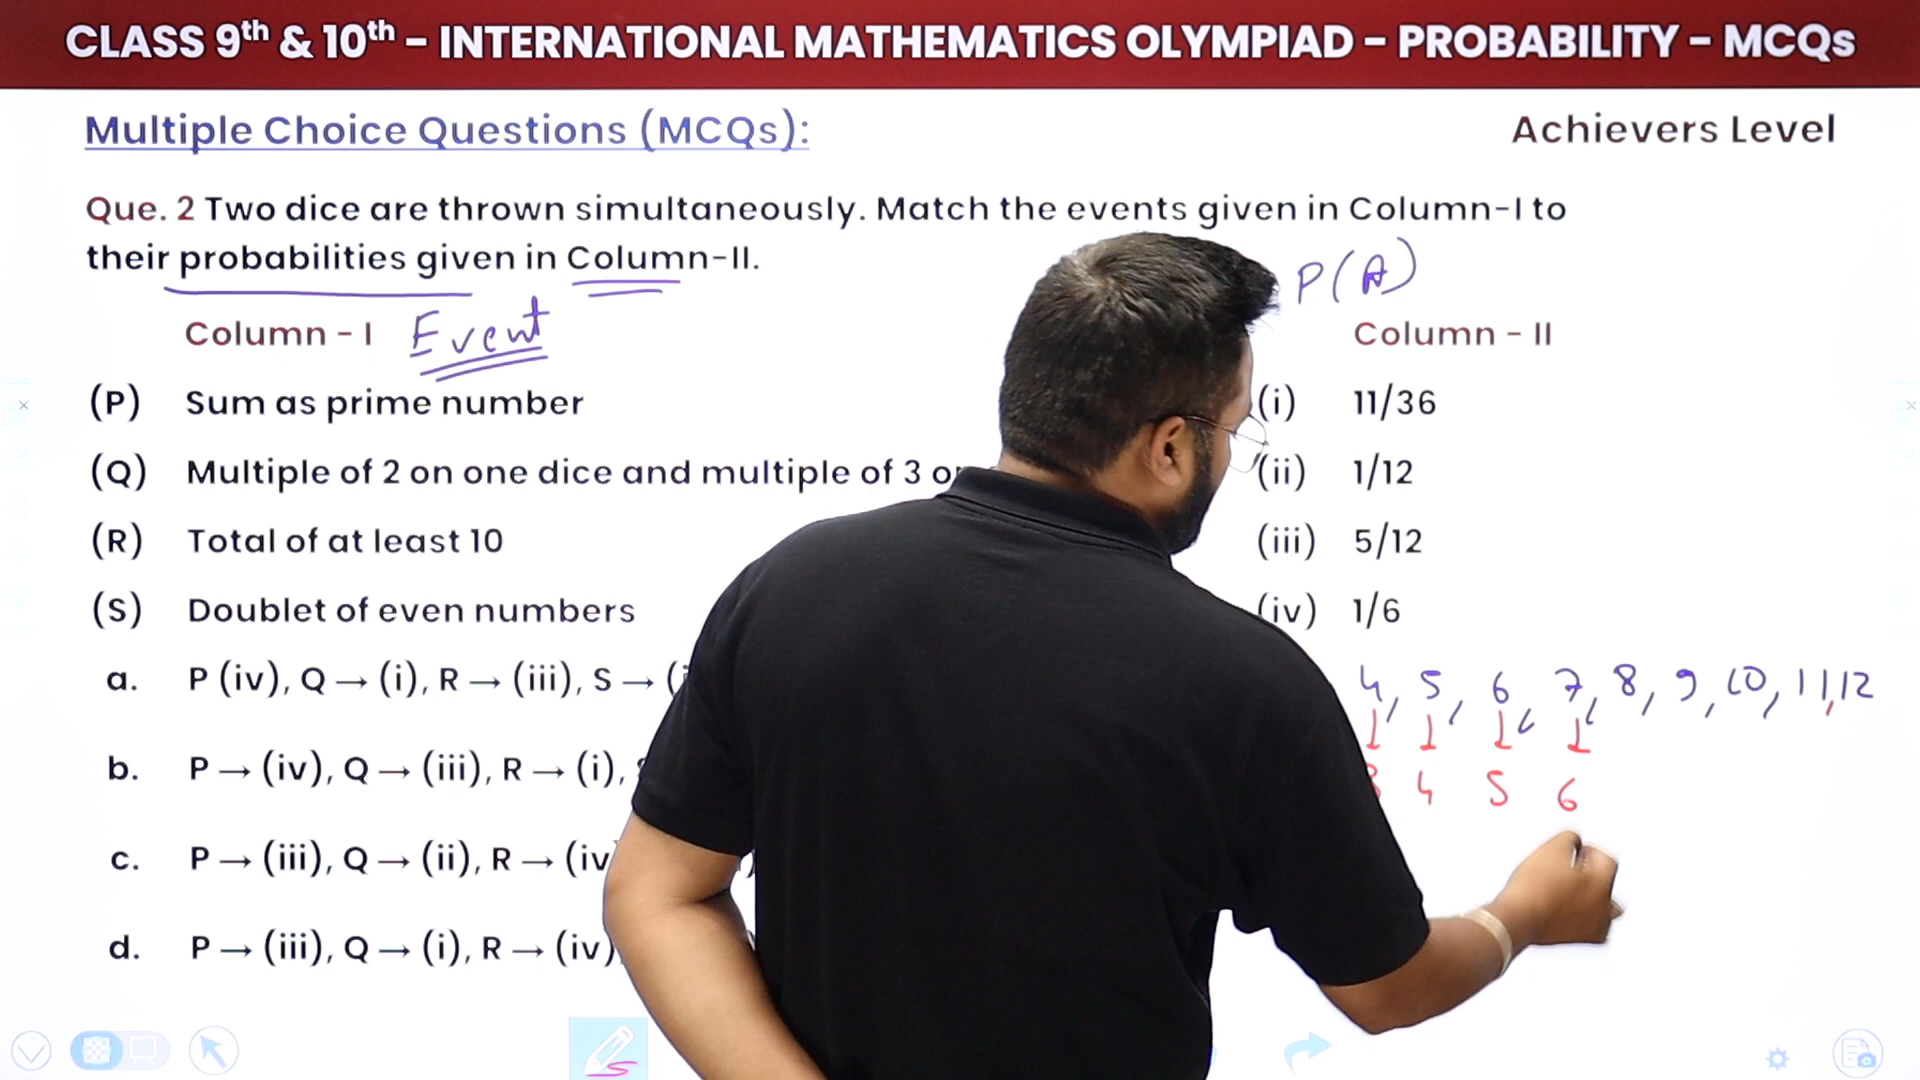 CLASS 9th & 10th - INTERNATIONAL MATHEMATICS OLYMPIAD - PROBABILITY - MCQs
Multiple Choice Questions (MCQs):
Achievers Level
Que. 2 Two dice are thrown simultaneously. Match the events given in Column-I to
their probabilities given in Column-II.
P(A)
Column - I Event
Column - II
(P) Sum as prime number
(i) 11/36
(Q) Multiple of 2 on one dice and multiple of 3
(ii) 1/12
(R) Total of at least 10
(iii) 5/12
(S) Doublet of even numbers
(iv) 1/6
a. P (iv), Q → (i), R → (iii), S →
4, 5, 6, 7, 8, 9, 10, 11, 12
1 1 1 1
4 5 6
b. P → (iv), Q → (iii), R → (i),
c. P → (iii), Q → (ii), R → (iv
d. P → (iii), Q → (i), R → (iv)